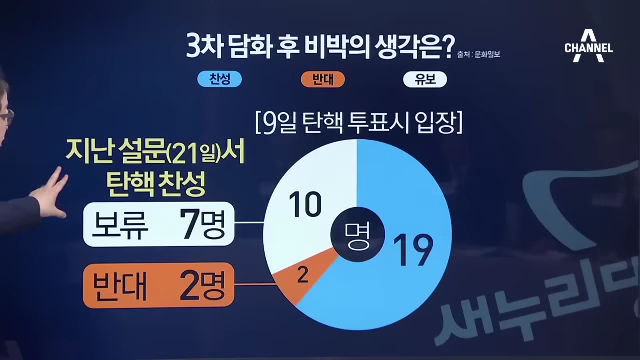 3차 담화 후 비박의 생각은?
출처 : 문화일보
CHANNEL
찬성
반대
유보
[9일 탄핵 투표시 입장]
지난 설문(21일)서
탄핵 찬성
보류 7명
반대 2명
10
2
명
19
새누리당